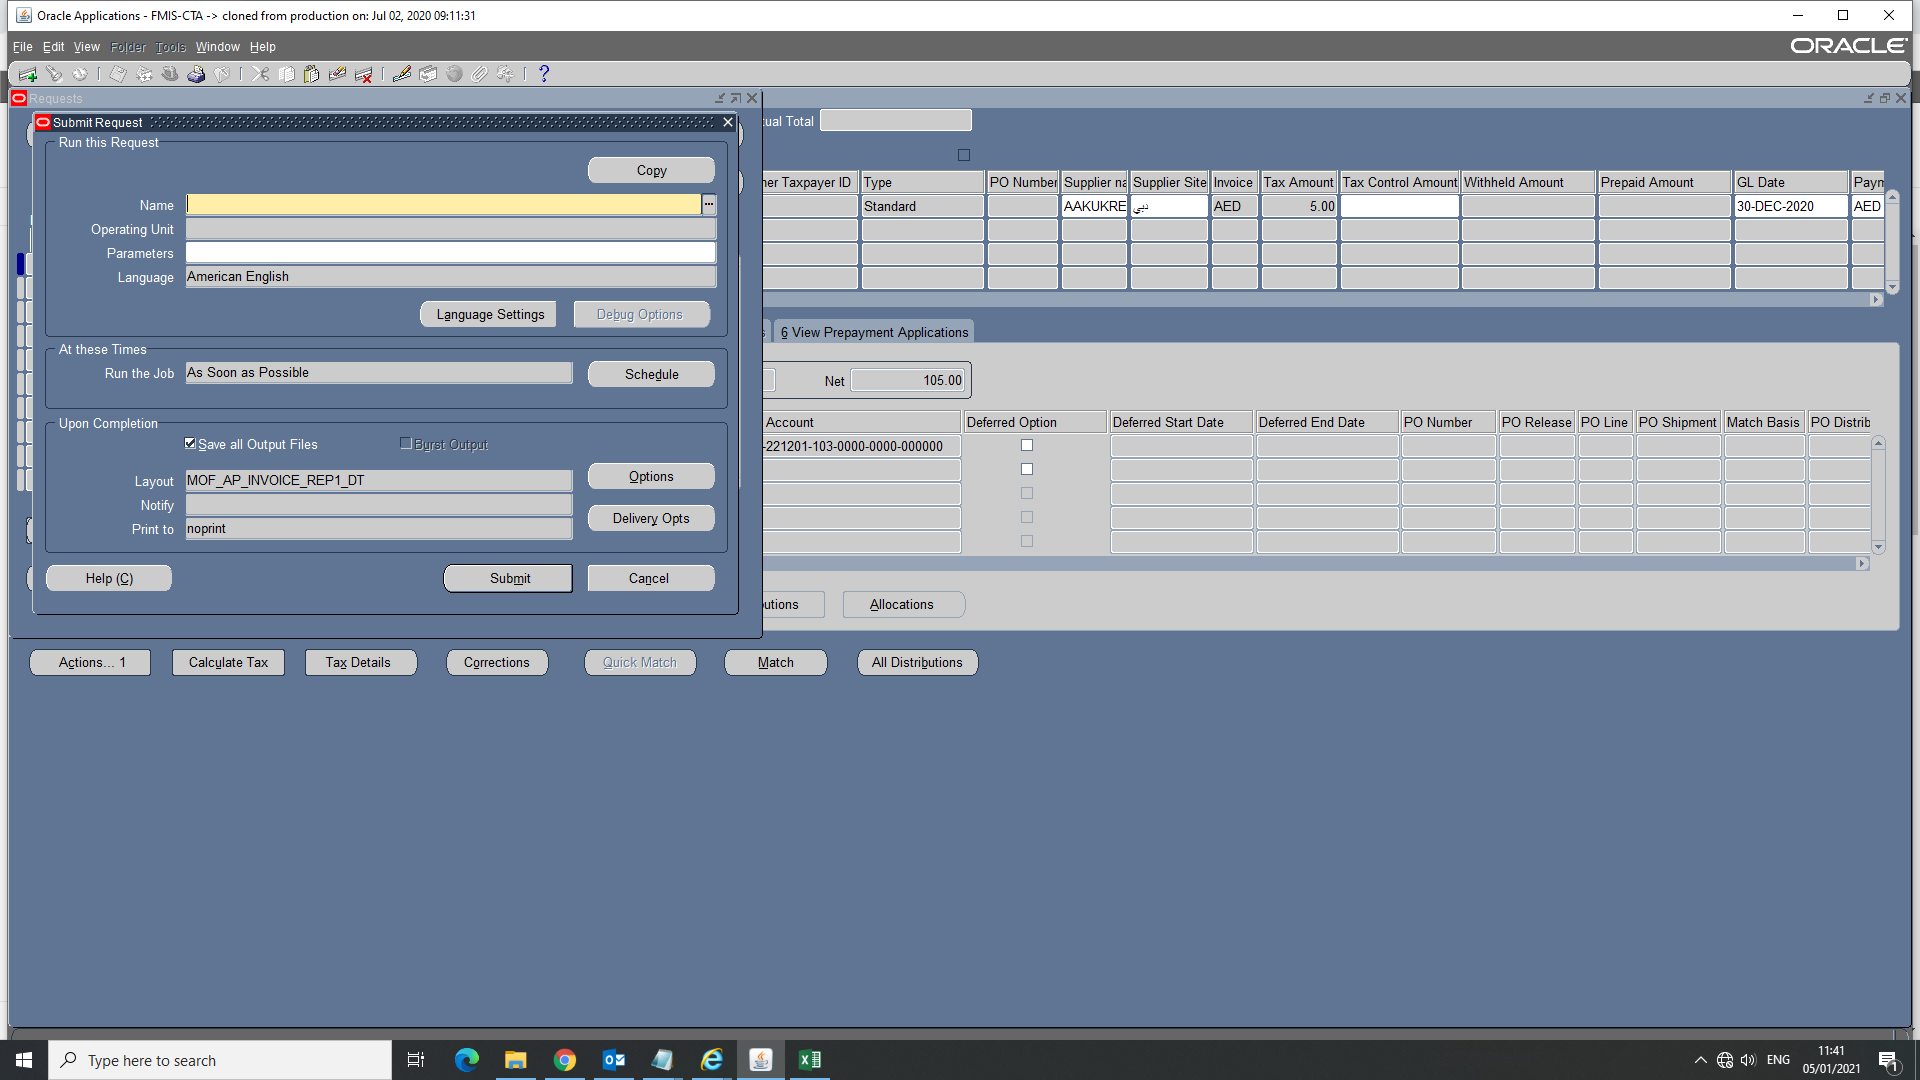 Oracle Applications - FMIS-CTA -> cloned from production on: Jul 02, 2020 09:11:31
File Edit View Folder Tools Window Help
ORACLE
Requests
Submit Request
Run this Request
Copy
Name
Operating Unit
Parameters
Language American English
Language Settings Debug Options
At these Times
Run the Job As Soon as Possible Schedule
Upon Completion
Save all Output Files Burst Output
Layout MOF_AP_INVOICE_REP1_DT Options
Notify
Delivery Opts
Print to noprint
Help (C) Submit Cancel
ual Total
er Taxpayer ID Type PO Number Supplier na Supplier Site Invoice Tax Amount Tax Control Amount Withheld Amount Prepaid Amount GL Date Paym
Standard AAKUKRE دبي AED 5.00 30-DEC-2020 AED
s 6 View Prepayment Applications
Net 105.00
Account Deferred Option Deferred Start Date Deferred End Date PO Number PO Release PO Line PO Shipment Match Basis PO Distrib
-221201-103-0000-0000-000000
utions Allocations
Actions... 1 Calculate Tax Tax Details Corrections Quick Match Match All Distributions
Type here to search
ENG
11:41
05/01/2021
1